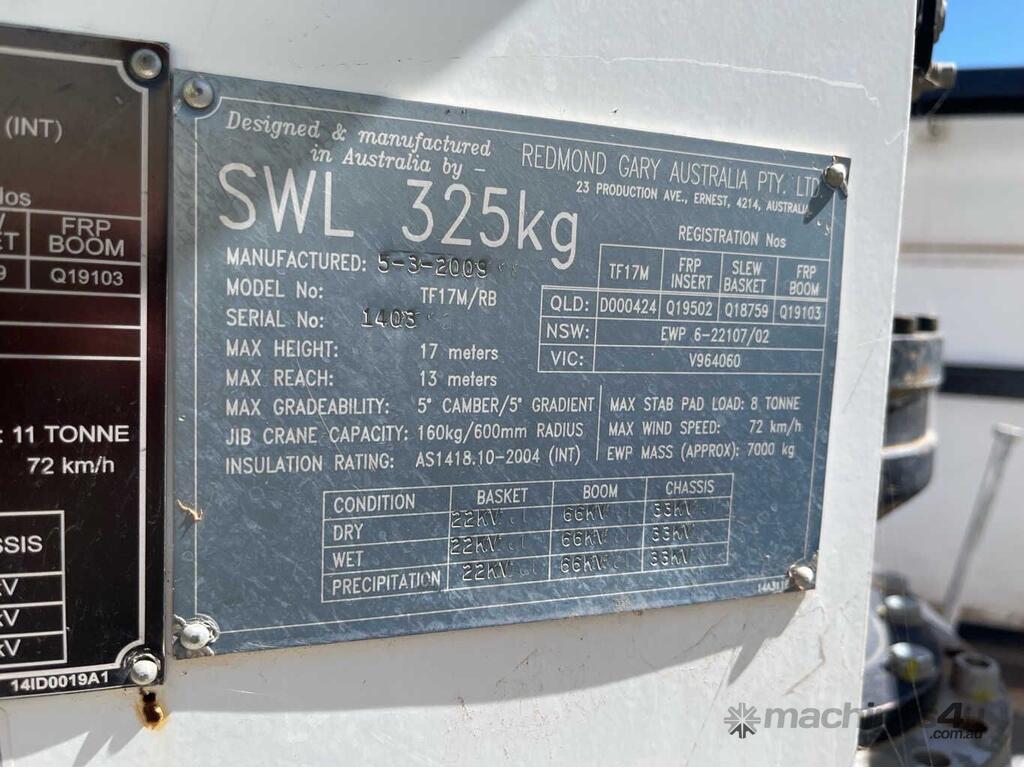 (INT)
FRP
BOOM
Q19103
11 TONNE
72 km/h
14ID0019A1
Designed & manufactured
in Australia by -
REDMOND GARY AUSTRALIA PTY. LTD
23 PRODUCTION AVE., ERNEST, 4214, AUSTRALIA
SWL 325kg
REGISTRATION Nos
TF17M FRP INSERT SLEW BASKET FRP BOOM
QLD: D000424 Q19502 Q18759 Q19103
NSW: EWP 6-22107/02
VIC: V964060
MANUFACTURED: 5-3-2009
MODEL No: TF17M/RB
SERIAL No: 1403
MAX HEIGHT: 17 meters
MAX REACH: 13 meters
MAX GRADEABILITY: 5° CAMBER/5° GRADIENT
JIB CRANE CAPACITY: 160kg/600mm RADIUS
INSULATION RATING: AS1418.10-2004 (INT)
MAX STAB PAD LOAD: 8 TONNE
MAX WIND SPEED: 72 km/h
EWP MASS (APPROX): 7000 kg
CONDITION BASKET BOOM CHASSIS
DRY 22KV 66KV 33KV
WET 22KV 66KV 33KV
PRECIPITATION 22KV 66KV 33KV
machines4u
.com.au